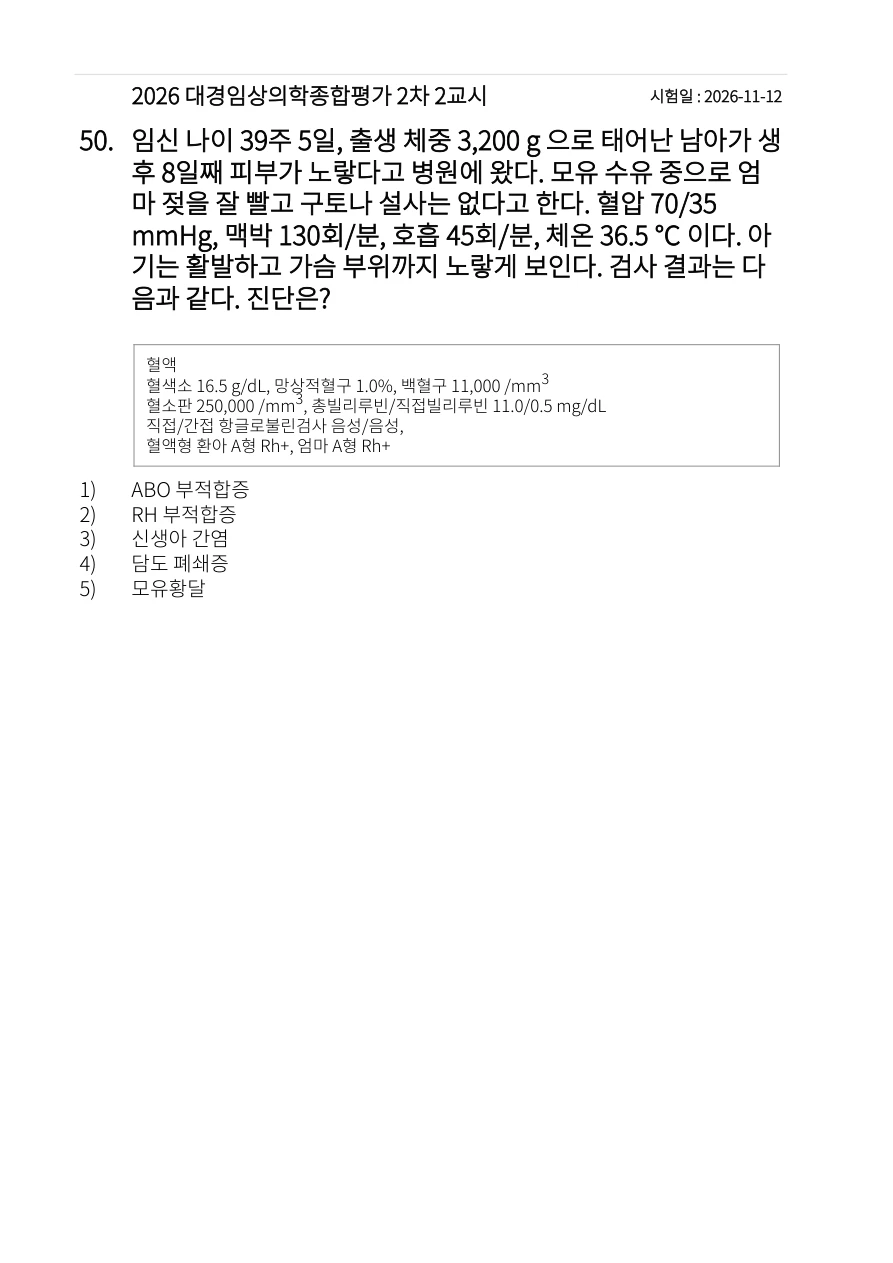 2026 대경임상의학종합평가 2차 2교시
시험일 : 2026-11-12
50. 임신 나이 39주 5일, 출생 체중 3,200 g 으로 태어난 남아가 생
후 8일째 피부가 노랗다고 병원에 왔다. 모유 수유 중으로 엄
마 젖을 잘 빨고 구토나 설사는 없다고 한다. 혈압 70/35
mmHg, 맥박 130회/분, 호흡 45회/분, 체온 36.5 ℃ 이다. 아
기는 활발하고 가슴 부위까지 노랗게 보인다. 검사 결과는 다
음과 같다. 진단은?
혈액
혈색소 16.5 g/dL, 망상적혈구 1.0%, 백혈구 11,000 /mm³
혈소판 250,000 /mm³, 총빌리루빈/직접빌리루빈 11.0/0.5 mg/dL
직접/간접 항글로불린검사 음성/음성,
혈액형 환아 A형 Rh+, 엄마 A형 Rh+
1) ABO 부적합증
2) RH 부적합증
3) 신생아 간염
4) 담도 폐쇄증
5) 모유황달